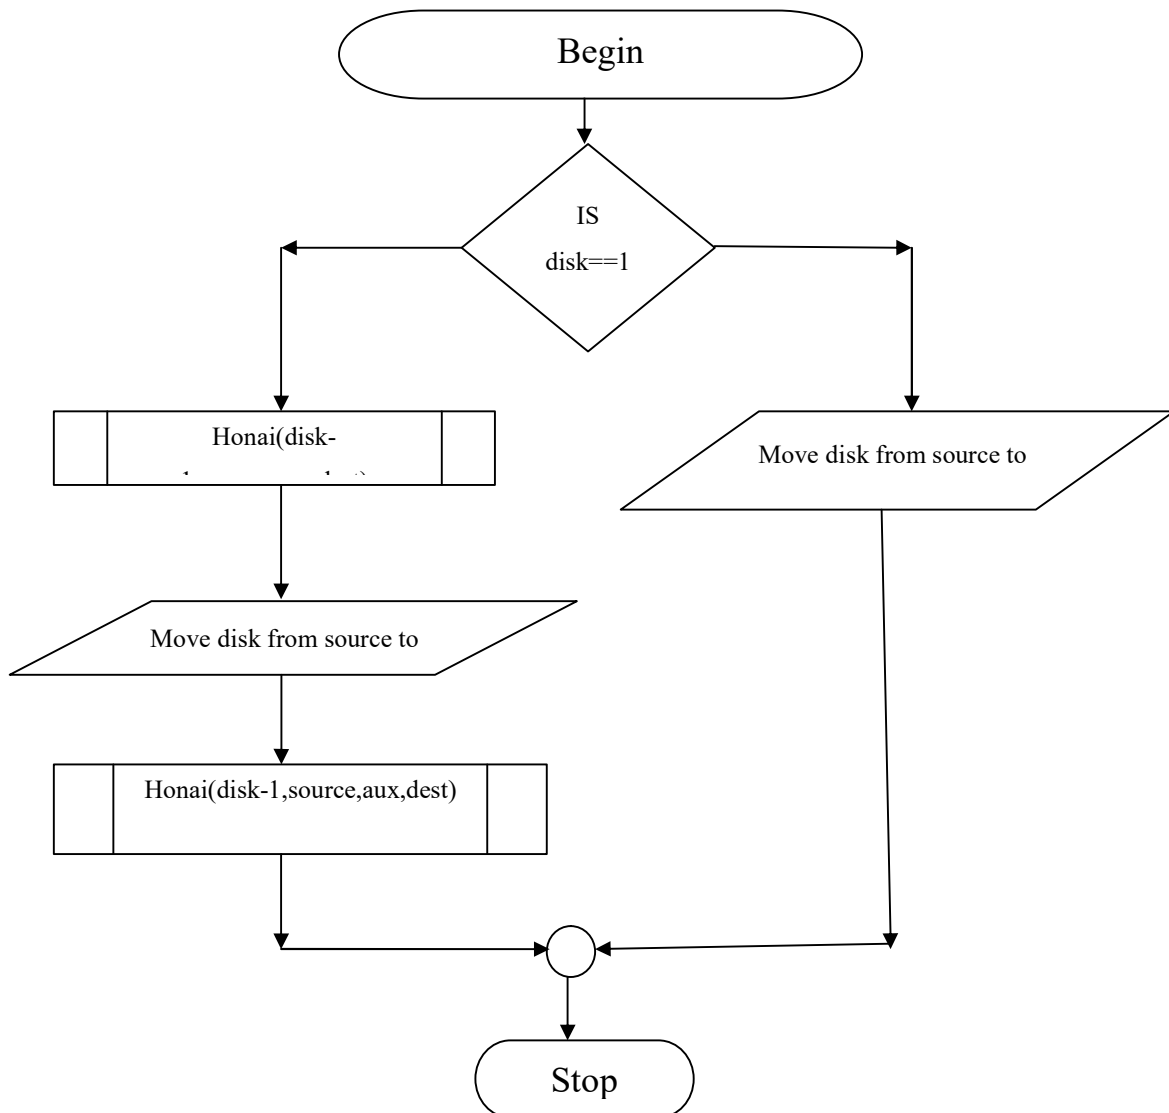 Begin
IS
disk==1
Honai(disk-
Move disk from source to
Move disk from source to
Honai(disk-1,source,aux,dest)
Stop